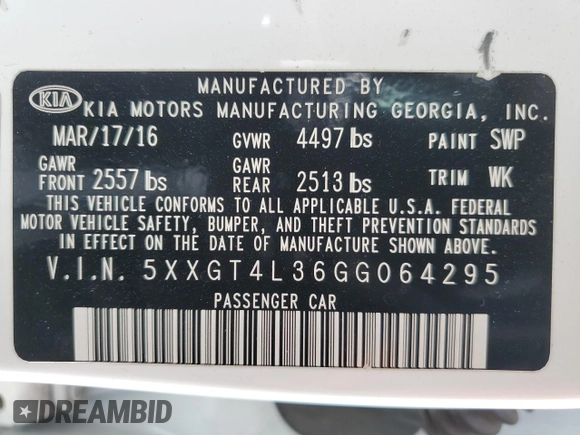 MANUFACTURED BY
KIA KIA MOTORS MANUFACTURING GEORGIA, INC.
MAR/17/16 GVWR 4497 lbs PAINT SWP
GAWR FRONT 2557 lbs GAWR REAR 2513 lbs TRIM WK
THIS VEHICLE CONFORMS TO ALL APPLICABLE U.S.A. FEDERAL
MOTOR VEHICLE SAFETY, BUMPER, AND THEFT PREVENTION STANDARDS
IN EFFECT ON THE DATE OF MANUFACTURE SHOWN ABOVE.
V.I.N. 5XXGT4L36GG064295
PASSENGER CAR
DREAMBID